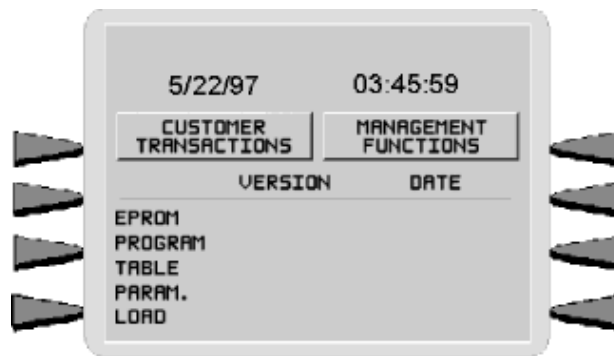 5/22/97 03:45:59
CUSTOMER MANAGEMENT
TRANSACTIONS FUNCTIONS
VERSION DATE
EPROM
PROGRAM
TABLE
PARAM.
LOAD